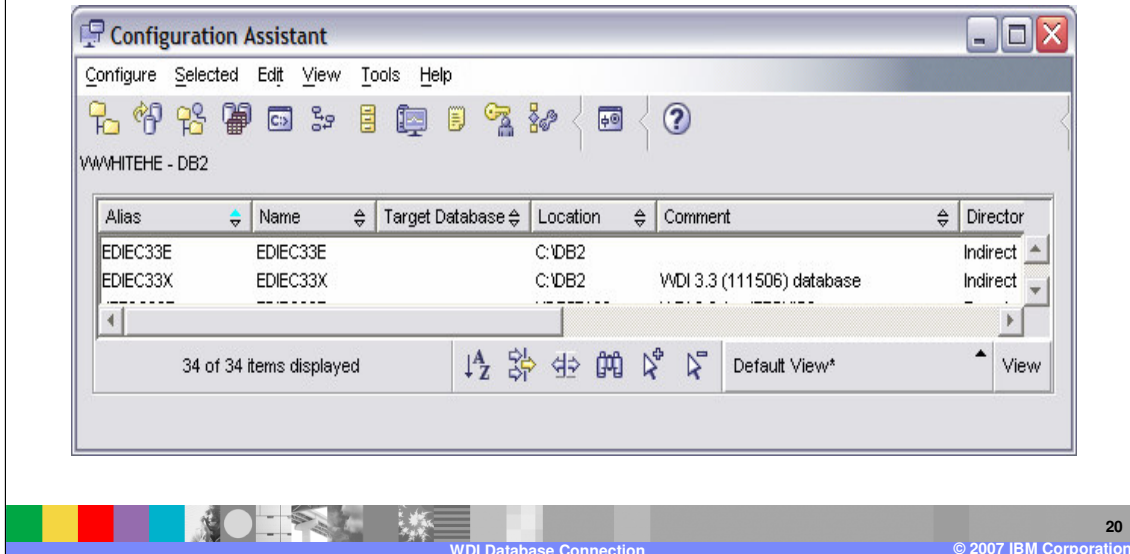 Configuration Assistant
Configure Selected Edit View Tools Help
WWHITEHE - DB2
Alias Name Target Database Location Comment Director
EDIEC33E EDIEC33E C:\DB2 Indirect
EDIEC33X EDIEC33X C:\DB2 WDI 3.3 (111506) database Indirect
34 of 34 items displayed Default View* View
20
WDI Database Connection © 2007 IBM Corporation